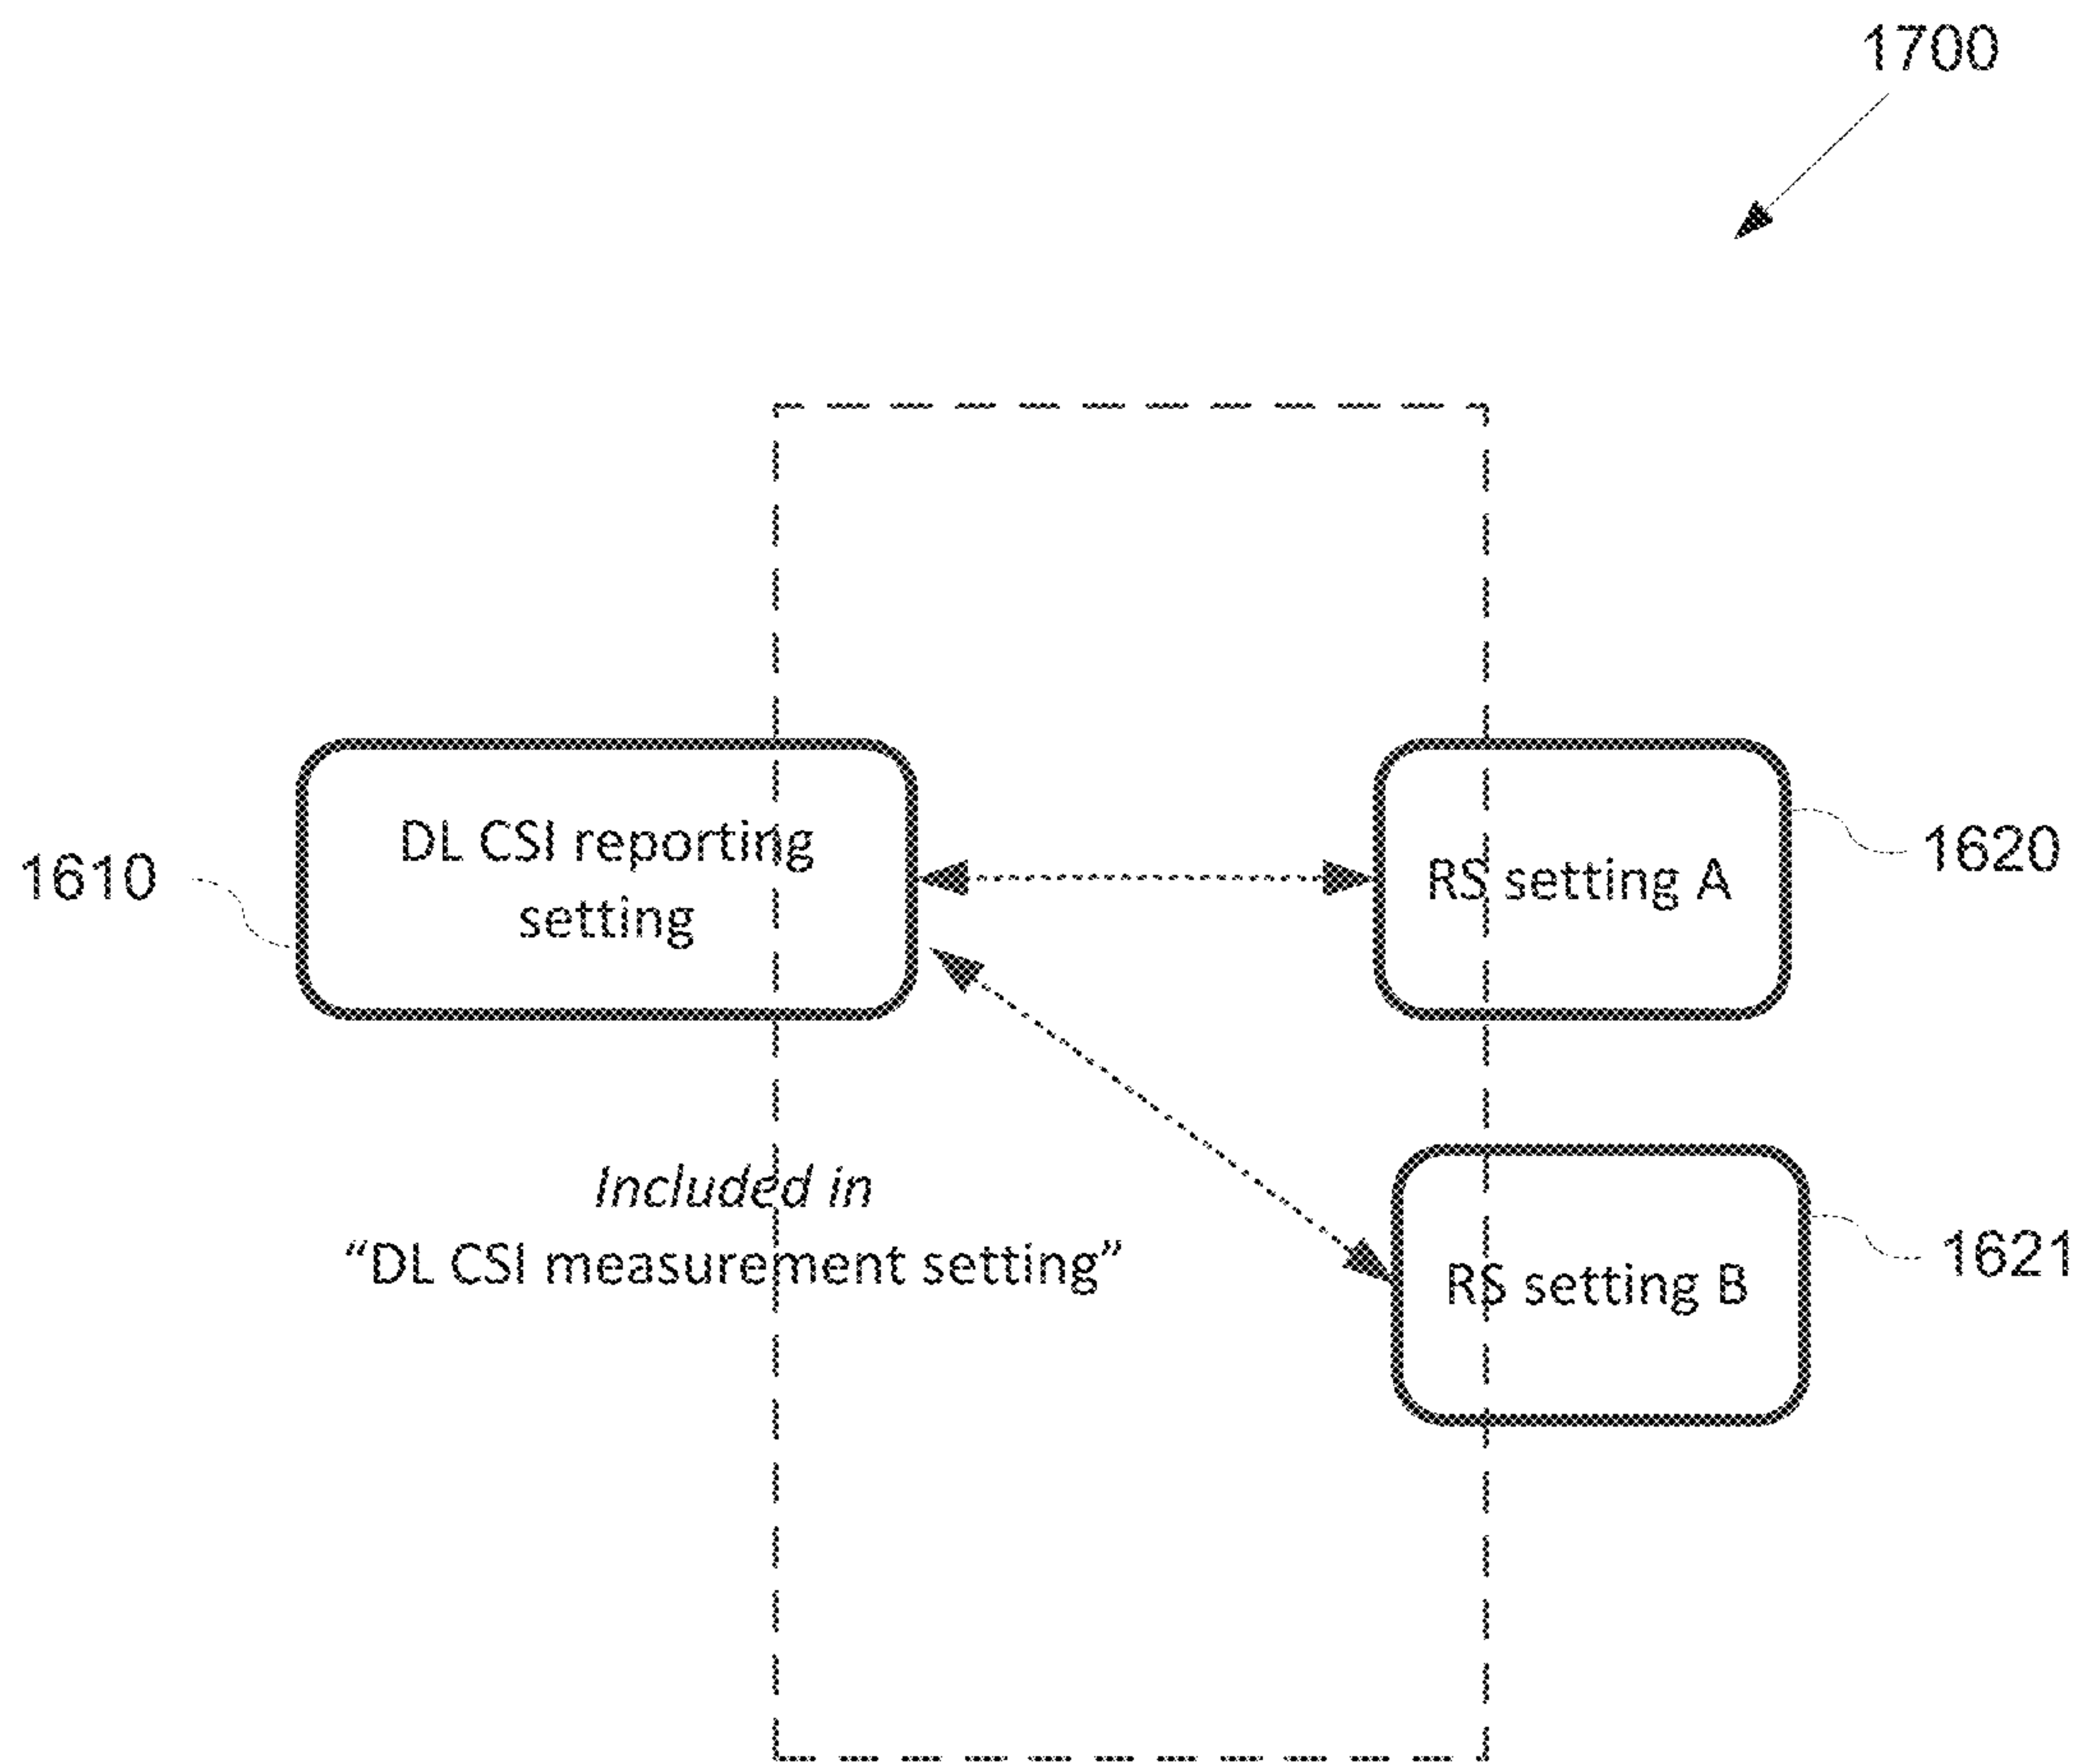 1700
DL CSI reporting
setting
1610
RS setting A
1620
Included in
“DL CSI measurement setting”
RS setting B
1621